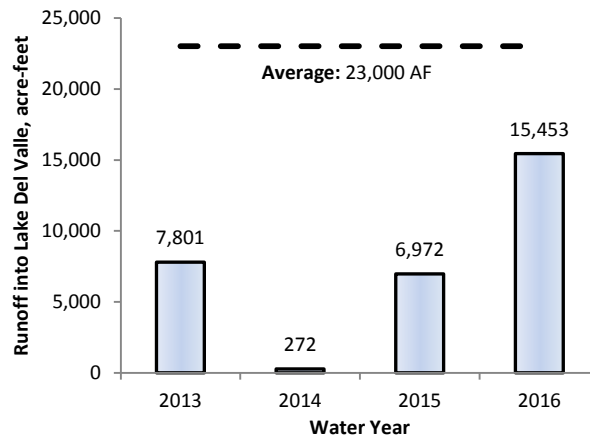 25,000
20,000
15,000
10,000
5,000
0
Runoff into Lake Del Valle, acre-feet
Average: 23,000 AF
7,801
272
6,972
15,453
2013 2014 2015 2016
Water Year